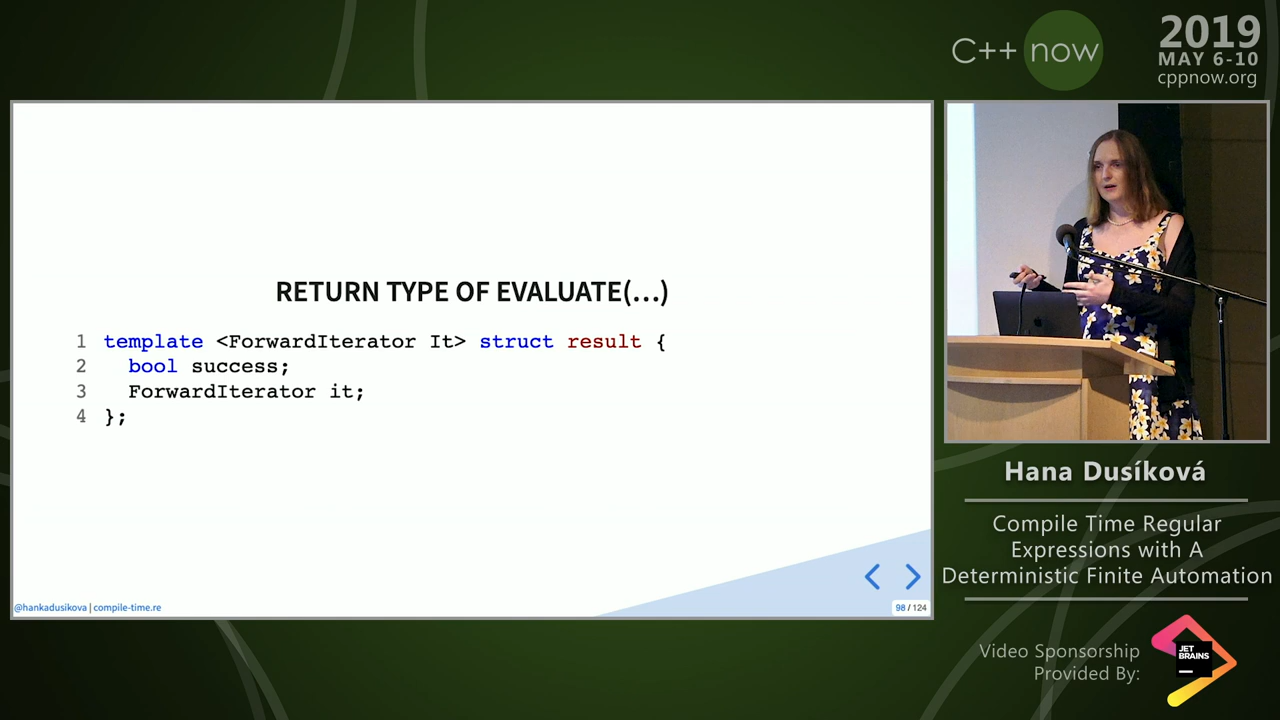 C++ now
2019
MAY 6-10
cppnow.org
RETURN TYPE OF EVALUATE(...)
1 template <ForwardIterator It> struct result {
2 bool success;
3 ForwardIterator it;
4 };
@hankadusikova | compile-time.re
98 / 124
Hana Dusíková
Compile Time Regular
Expressions with A
Deterministic Finite Automation
Video Sponsorship
Provided By:
JET
BRAINS